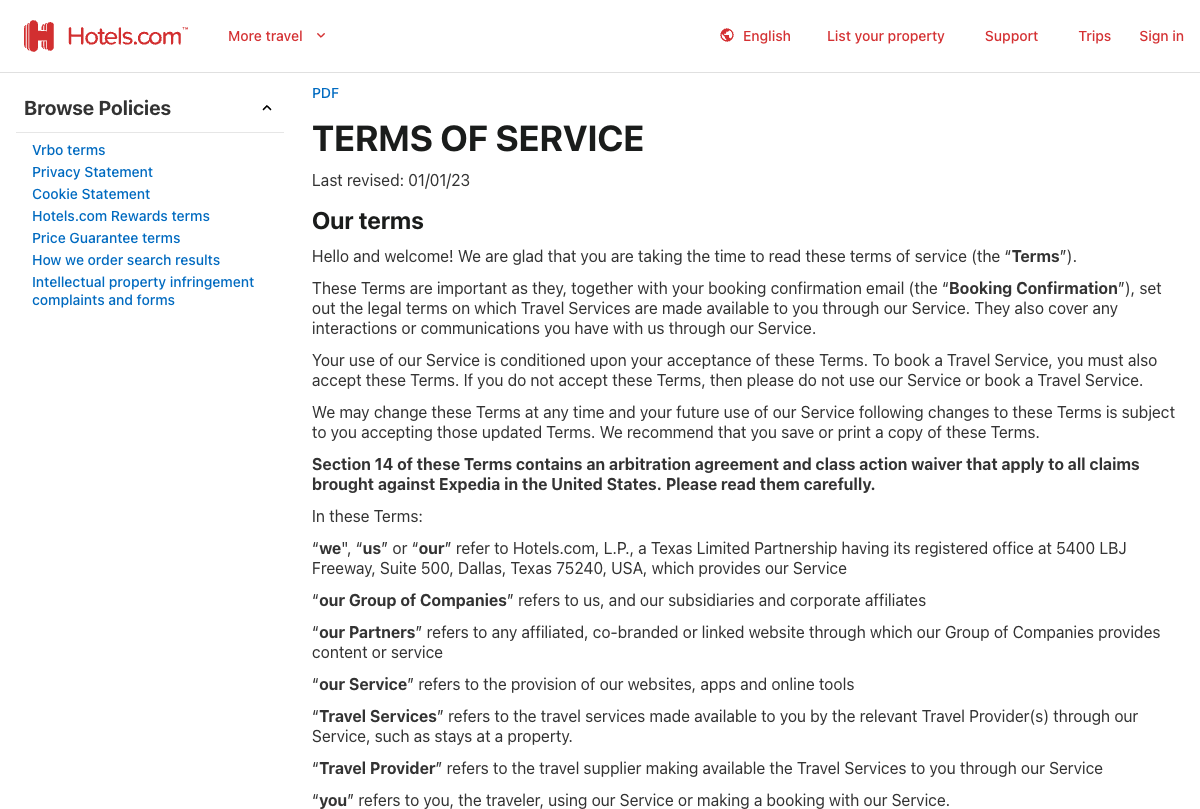 Hotels.com™
More travel
English
List your property
Support
Trips
Sign in
Browse Policies
Vrbo terms
Privacy Statement
Cookie Statement
Hotels.com Rewards terms
Price Guarantee terms
How we order search results
Intellectual property infringement
complaints and forms
PDF
TERMS OF SERVICE
Last revised: 01/01/23
Our terms
Hello and welcome! We are glad that you are taking the time to read these terms of service (the “Terms”).
These Terms are important as they, together with your booking confirmation email (the “Booking Confirmation”), set
out the legal terms on which Travel Services are made available to you through our Service. They also cover any
interactions or communications you have with us through our Service.
Your use of our Service is conditioned upon your acceptance of these Terms. To book a Travel Service, you must also
accept these Terms. If you do not accept these Terms, then please do not use our Service or book a Travel Service.
We may change these Terms at any time and your future use of our Service following changes to these Terms is subject
to you accepting those updated Terms. We recommend that you save or print a copy of these Terms.
Section 14 of these Terms contains an arbitration agreement and class action waiver that apply to all claims
brought against Expedia in the United States. Please read them carefully.
In these Terms:
“we", “us” or “our” refer to Hotels.com, L.P., a Texas Limited Partnership having its registered office at 5400 LBJ
Freeway, Suite 500, Dallas, Texas 75240, USA, which provides our Service
“our Group of Companies” refers to us, and our subsidiaries and corporate affiliates
“our Partners” refers to any affiliated, co-branded or linked website through which our Group of Companies provides
content or service
“our Service” refers to the provision of our websites, apps and online tools
“Travel Services” refers to the travel services made available to you by the relevant Travel Provider(s) through our
Service, such as stays at a property.
“Travel Provider” refers to the travel supplier making available the Travel Services to you through our Service
“you” refers to you, the traveler, using our Service or making a booking with our Service.